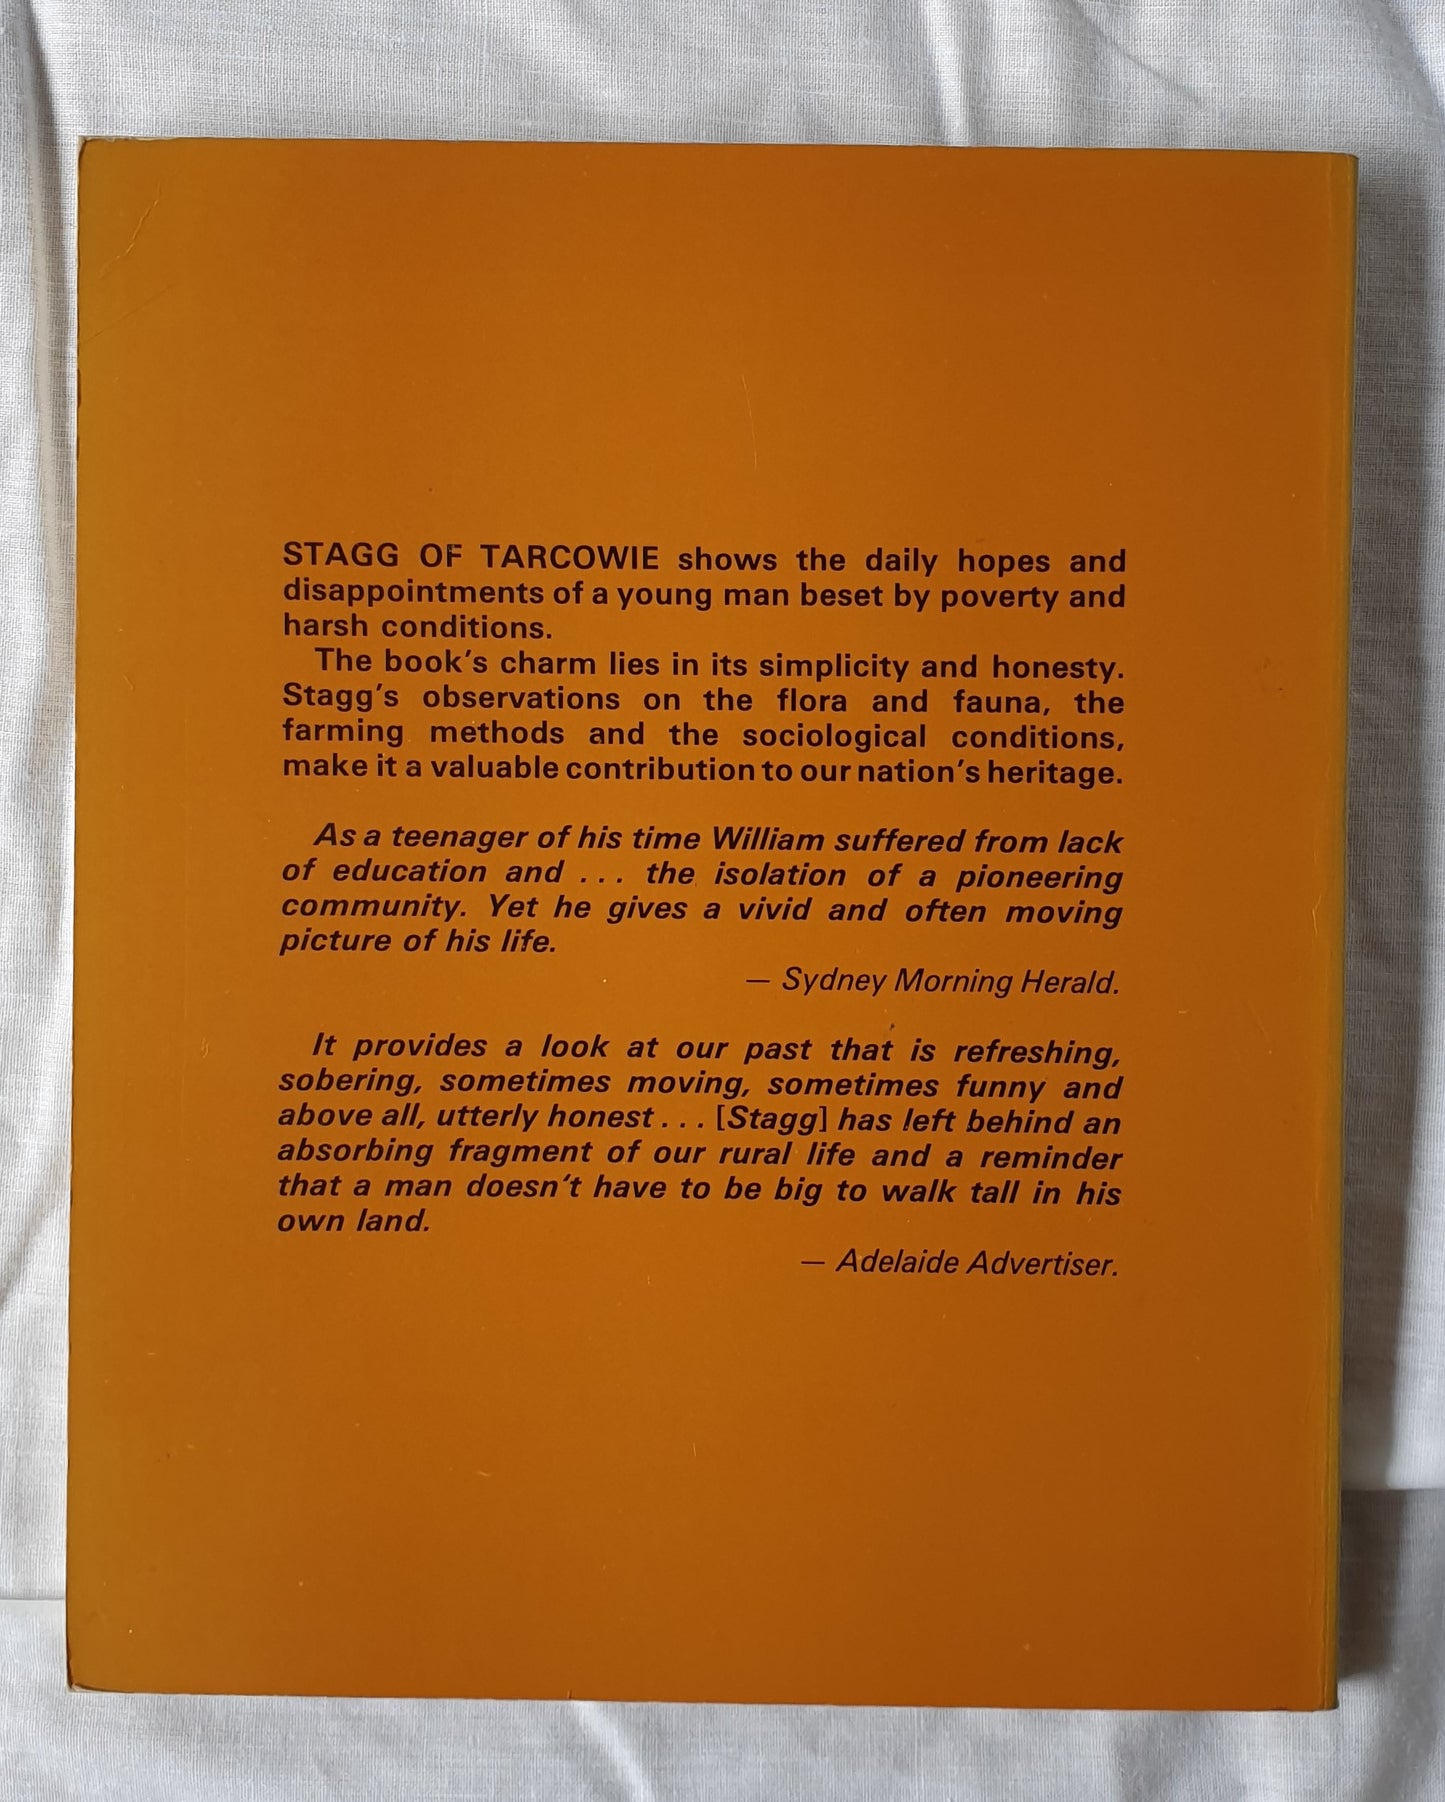 STAGG OF TARCOWIE shows the daily hopes and
disappointments of a young man beset by poverty and
harsh conditions.
The book's charm lies in its simplicity and honesty.
Stagg's observations on the flora and fauna, the
farming methods and the sociological conditions,
make it a valuable contribution to our nation's heritage.
As a teenager of his time William suffered from lack
of education and ... the isolation of a pioneering
community. Yet he gives a vivid and often moving
picture of his life.
— Sydney Morning Herald.
It provides a look at our past that is refreshing,
sobering, sometimes moving, sometimes funny and
above all, utterly honest... [Stagg] has left behind an
absorbing fragment of our rural life and a reminder
that a man doesn't have to be big to walk tall in his
own land.
— Adelaide Advertiser.